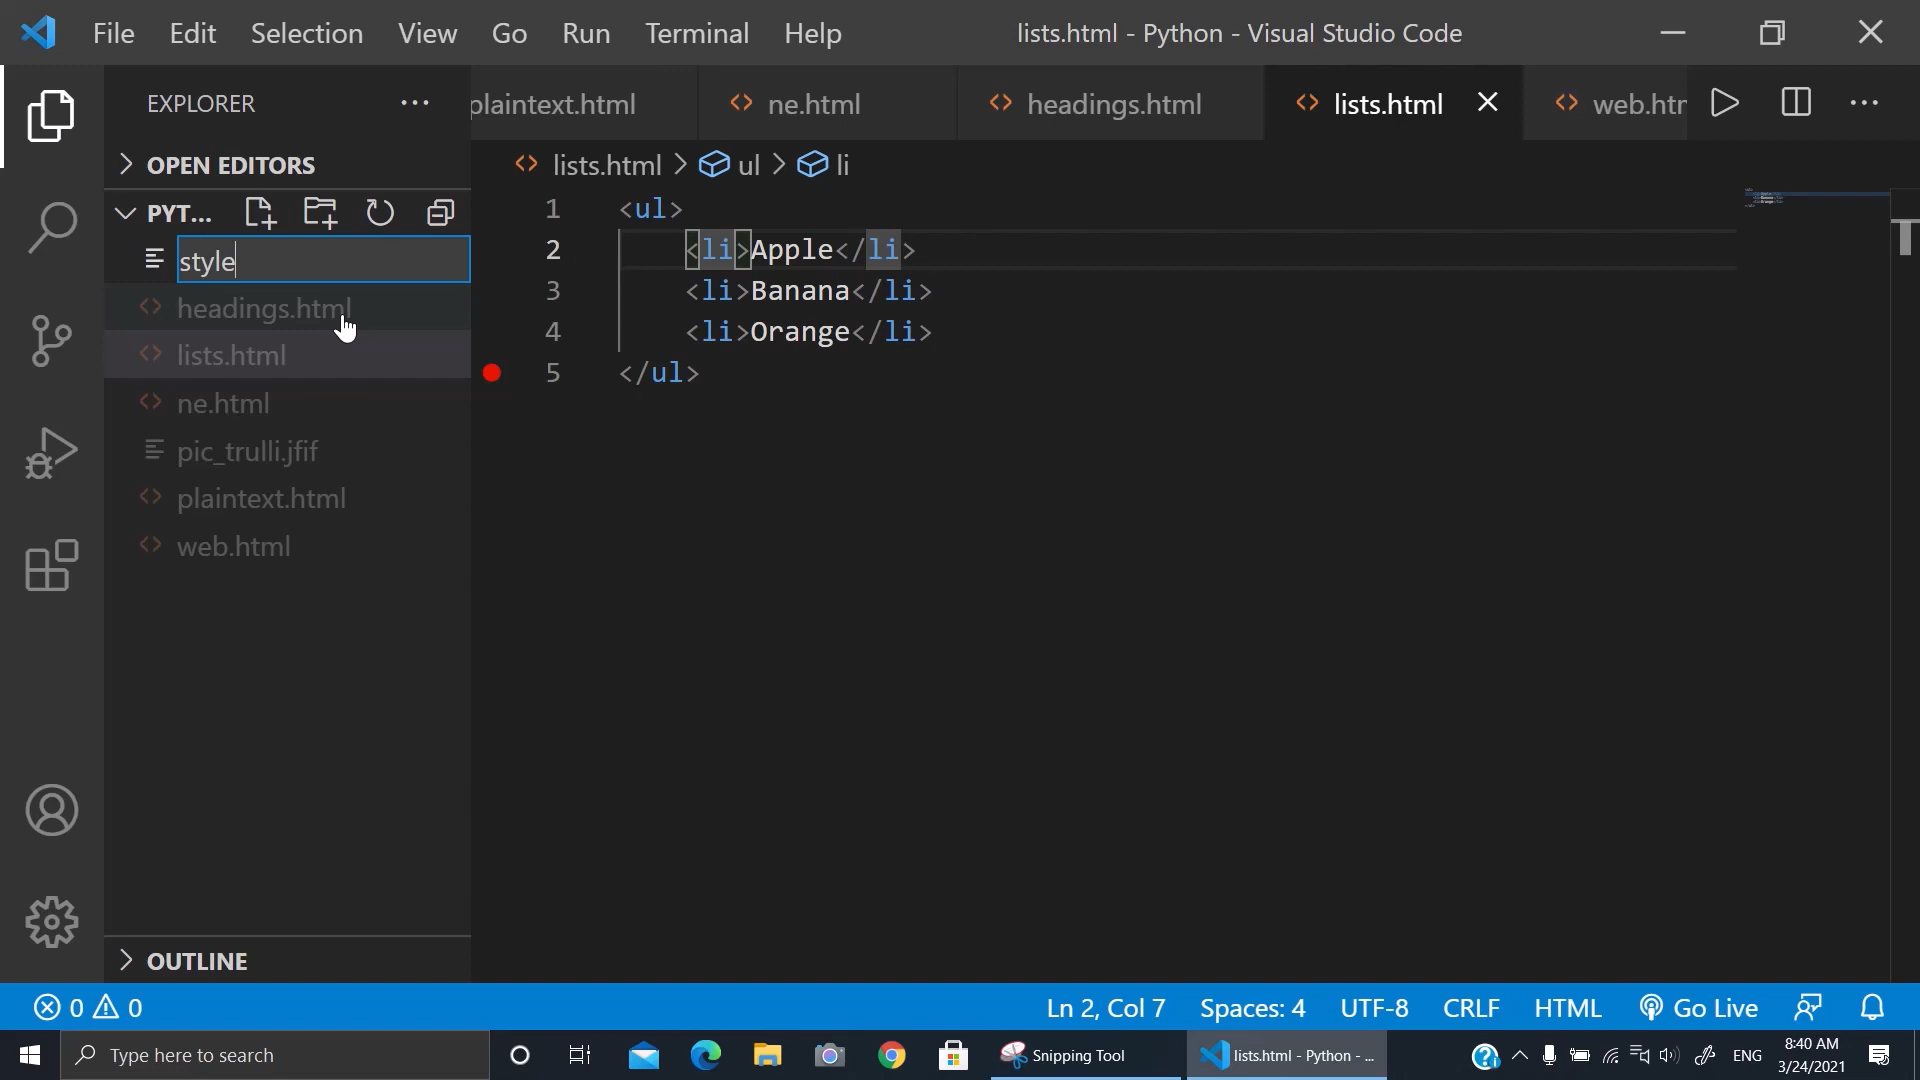 File Edit Selection View Go Run Terminal Help
lists.html - Python - Visual Studio Code
EXPLORER
plaintext.html
ne.html
headings.html
lists.html
OPEN EDITORS
lists.html > ul > li
PYT...
style
headings.html
lists.html
ne.html
pic_trulli.jfif
plaintext.html
web.html
1 <ul>
2 <li>Apple</li>
3 <li>Banana</li>
4 <li>Orange</li>
5 </ul>
OUTLINE
0 0
Ln 2, Col 7 Spaces: 4 UTF-8 CRLF HTML Go Live
Type here to search
Snipping Tool
lists.html - Python - ...
ENG
8:40 AM
3/24/2021